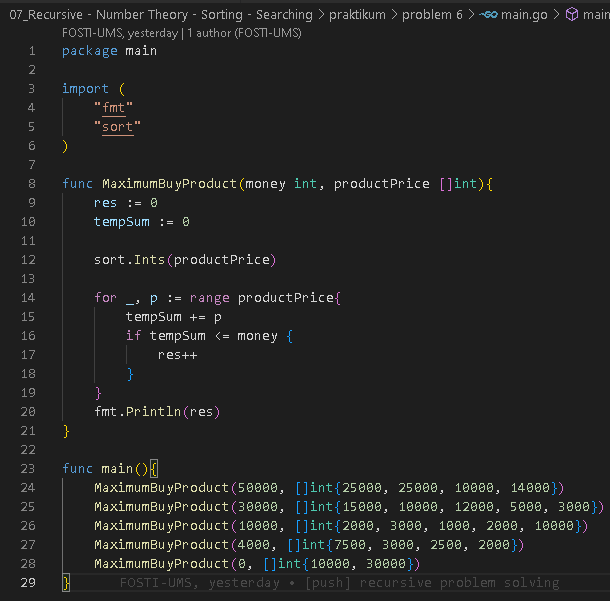 07_Recursive - Number Theory - Sorting - Searching > praktikum > problem 6 > main.go > main
FOSTI-UMS, yesterday | 1 author (FOSTI-UMS)
1 package main
2
3 import (
4     "fmt"
5     "sort"
6 )
7
8 func MaximumBuyProduct(money int, productPrice []int){
9     res := 0
10     tempSum := 0
11
12     sort.Ints(productPrice)
13
14     for _, p := range productPrice{
15         tempSum += p
16         if tempSum <= money {
17             res++
18         }
19     }
20     fmt.Println(res)
21 }
22
23 func main(){
24     MaximumBuyProduct(50000, []int{25000, 25000, 10000, 14000})
25     MaximumBuyProduct(30000, []int{15000, 10000, 12000, 5000, 3000})
26     MaximumBuyProduct(10000, []int{2000, 3000, 1000, 2000, 10000})
27     MaximumBuyProduct(4000, []int{7500, 3000, 2500, 2000})
28     MaximumBuyProduct(0, []int{10000, 30000})
29 } FOSTI-UMS, yesterday • [push] recursive problem solving